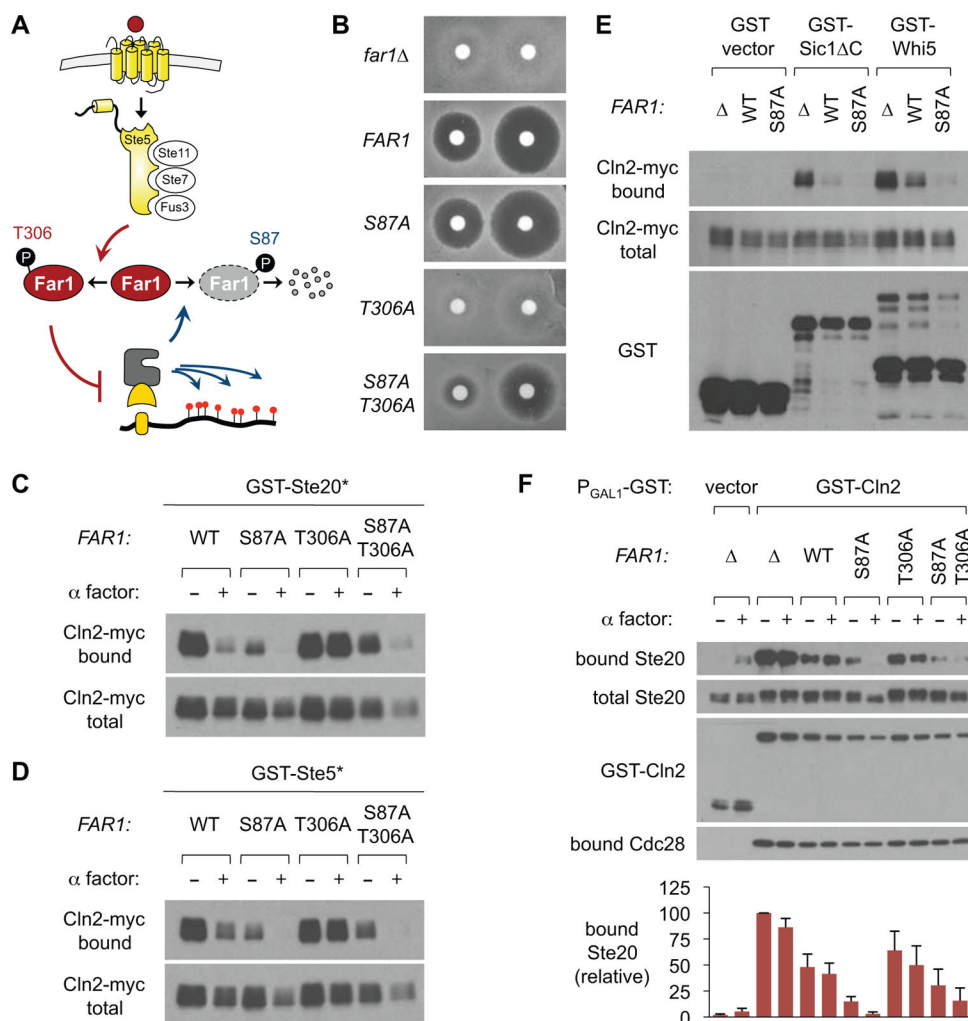 A
Ste5
Ste11
Ste7
Fus3
T306
S87
P
P
Far1
Far1
Far1
B
far1Δ
FAR1
S87A
T306A
S87A
T306A
E
GST vector
GST-Sic1ΔC
GST-Whi5
FAR1:
Δ WT S87A Δ WT S87A Δ WT S87A
Cln2-myc bound
Cln2-myc total
GST
C
GST-Ste20*
FAR1:
WT S87A T306A S87A T306A
α factor:
– + – + – + – +
Cln2-myc bound
Cln2-myc total
D
GST-Ste5*
FAR1:
WT S87A T306A S87A T306A
α factor:
– + – + – + – +
Cln2-myc bound
Cln2-myc total
F
PGAL1-GST: vector GST-Cln2
FAR1:
Δ Δ WT S87A T306A S87A T306A
α factor:
– + – + – + – + – + – +
bound Ste20
total Ste20
GST-Cln2
bound Cdc28
bound Ste20 (relative)
125
100
75
50
25
0